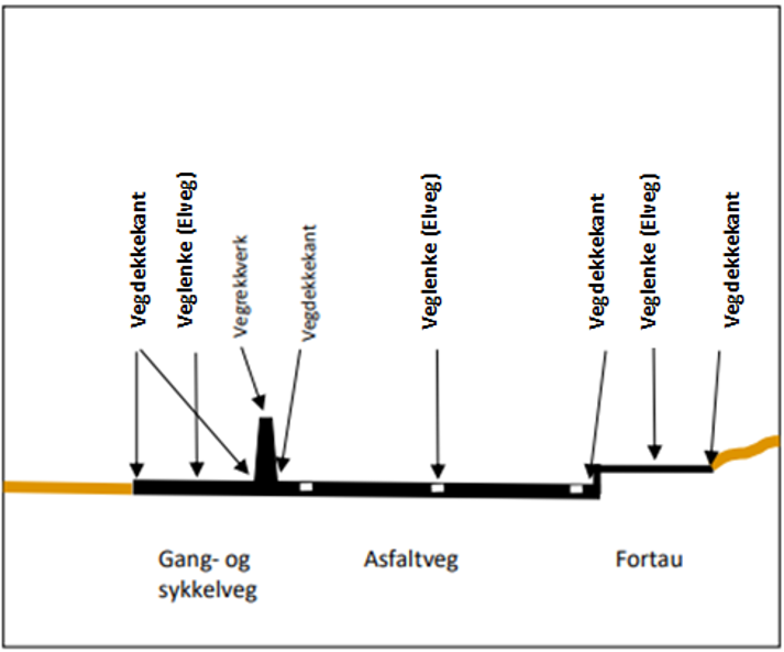 Vegdekkekant
Veglenke (Elveg)
Vegrekkverk
Vegdekkekant
Veglenke (Elveg)
Vegdekkekant
Veglenke (Elveg)
Vegdekkekant
Gang- og
sykkelveg
Asfaltveg
Fortau